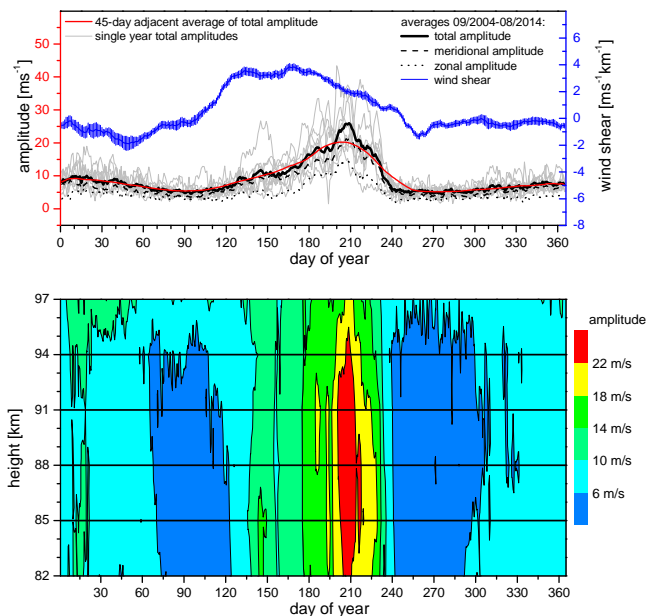 45-day adjacent average of total amplitude
single year total amplitudes
averages 09/2004-08/2014:
total amplitude
meridional amplitude
zonal amplitude
wind shear
amplitude [ms⁻¹]
60
50
40
30
20
10
0
wind shear [ms⁻¹km⁻¹]
6
4
2
0
-2
-4
-6
-8
0 30 60 90 120 150 180 210 240 270 300 330 360
day of year
height [km]
97
94
91
88
85
82
0 30 60 90 120 150 180 210 240 270 300 330 360
day of year
amplitude
22 m/s
18 m/s
14 m/s
10 m/s
6 m/s